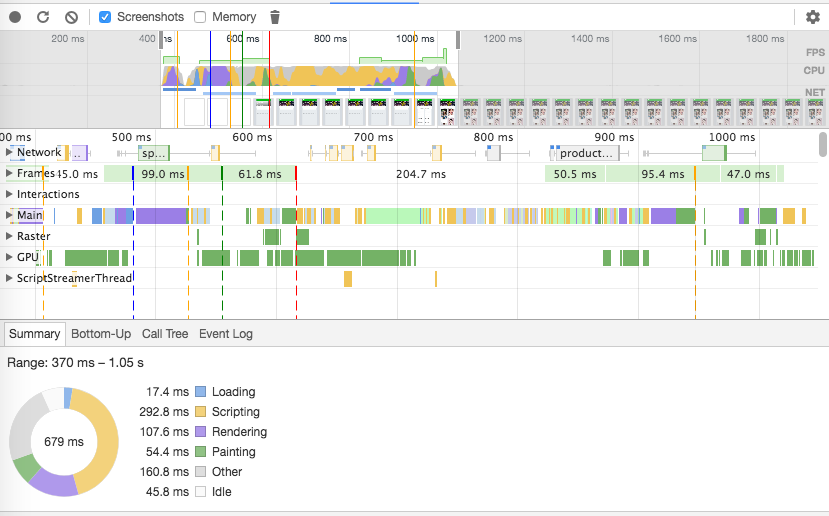 Screenshots Memory
200 ms 400 ms 600 ms 800 ms 1000 ms 1200 ms 1400 ms 1600 ms 1800 ms
FPS
CPU
NET
00 ms 500 ms 600 ms 700 ms 800 ms 900 ms 1000 ms
Network .. sp... product...
Frames 45.0 ms 99.0 ms 61.8 ms 204.7 ms 50.5 ms 95.4 ms 47.0 ms
Interactions
Main
Raster
GPU
ScriptStreamerThread
Summary Bottom-Up Call Tree Event Log
Range: 370 ms – 1.05 s
17.4 ms Loading
292.8 ms Scripting
107.6 ms Rendering
679 ms
54.4 ms Painting
160.8 ms Other
45.8 ms Idle